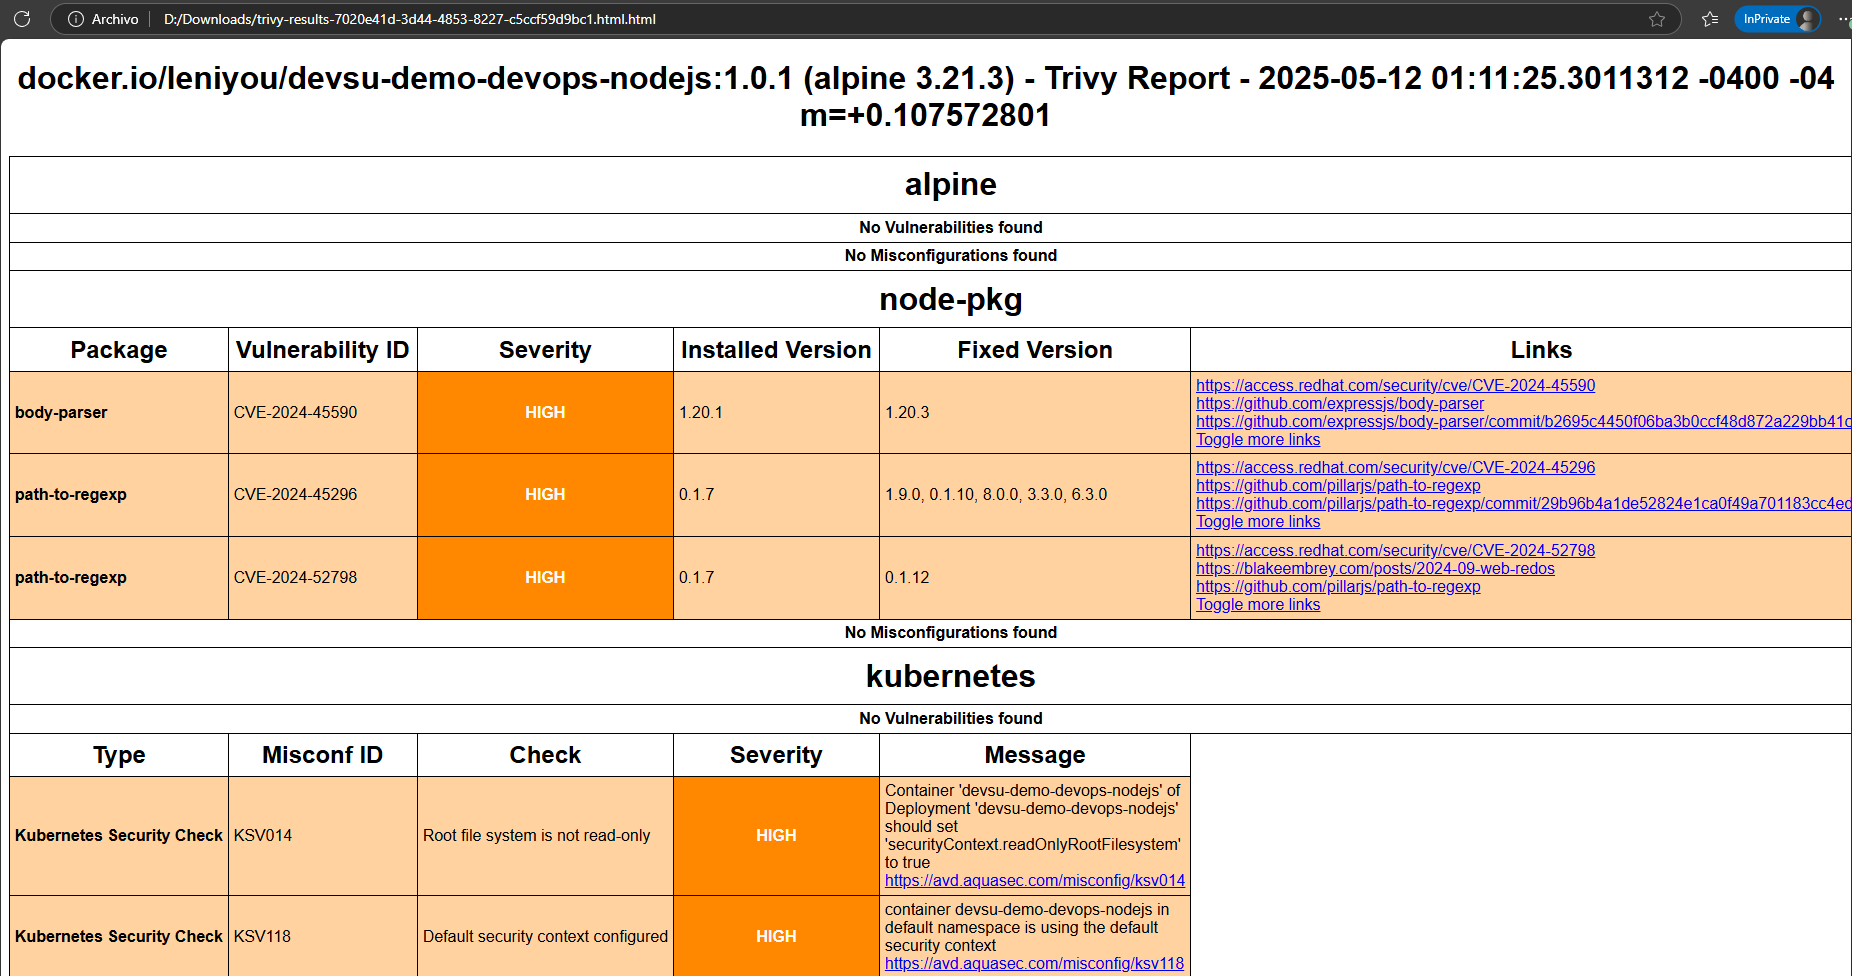 Archivo
D:/Downloads/trivy-results-7020e41d-3d44-4853-8227-c5ccf59d9bc1.html.html
InPrivate
docker.io/leniyou/devsu-demo-devops-nodejs:1.0.1 (alpine 3.21.3) - Trivy Report - 2025-05-12 01:11:25.3011312 -0400 -04
m=+0.107572801
alpine
No Vulnerabilities found
No Misconfigurations found
node-pkg
Package Vulnerability ID Severity Installed Version Fixed Version Links
body-parser CVE-2024-45590 HIGH 1.20.1 1.20.3
https://access.redhat.com/security/cve/CVE-2024-45590
https://github.com/expressjs/body-parser
https://github.com/expressjs/body-parser/commit/b2695c4450f06ba3b0ccf48d872a229bb41c
Toggle more links
path-to-regexp CVE-2024-45296 HIGH 0.1.7 1.9.0, 0.1.10, 8.0.0, 3.3.0, 6.3.0
https://access.redhat.com/security/cve/CVE-2024-45296
https://github.com/pillarjs/path-to-regexp
https://github.com/pillarjs/path-to-regexp/commit/29b96b4a1de52824e1ca0f49a701183cc4ed
Toggle more links
path-to-regexp CVE-2024-52798 HIGH 0.1.7 0.1.12
https://access.redhat.com/security/cve/CVE-2024-52798
https://blakeembrey.com/posts/2024-09-web-redos
https://github.com/pillarjs/path-to-regexp
Toggle more links
No Misconfigurations found
kubernetes
No Vulnerabilities found
Type Misconf ID Check Severity Message
Kubernetes Security Check KSV014 Root file system is not read-only HIGH
Container 'devsu-demo-devops-nodejs' of
Deployment 'devsu-demo-devops-nodejs'
should set
'securityContext.readOnlyRootFilesystem'
to true
https://avd.aquasec.com/misconfig/ksv014
Kubernetes Security Check KSV118 Default security context configured HIGH
container devsu-demo-devops-nodejs in
default namespace is using the default
security context
https://avd.aquasec.com/misconfig/ksv118